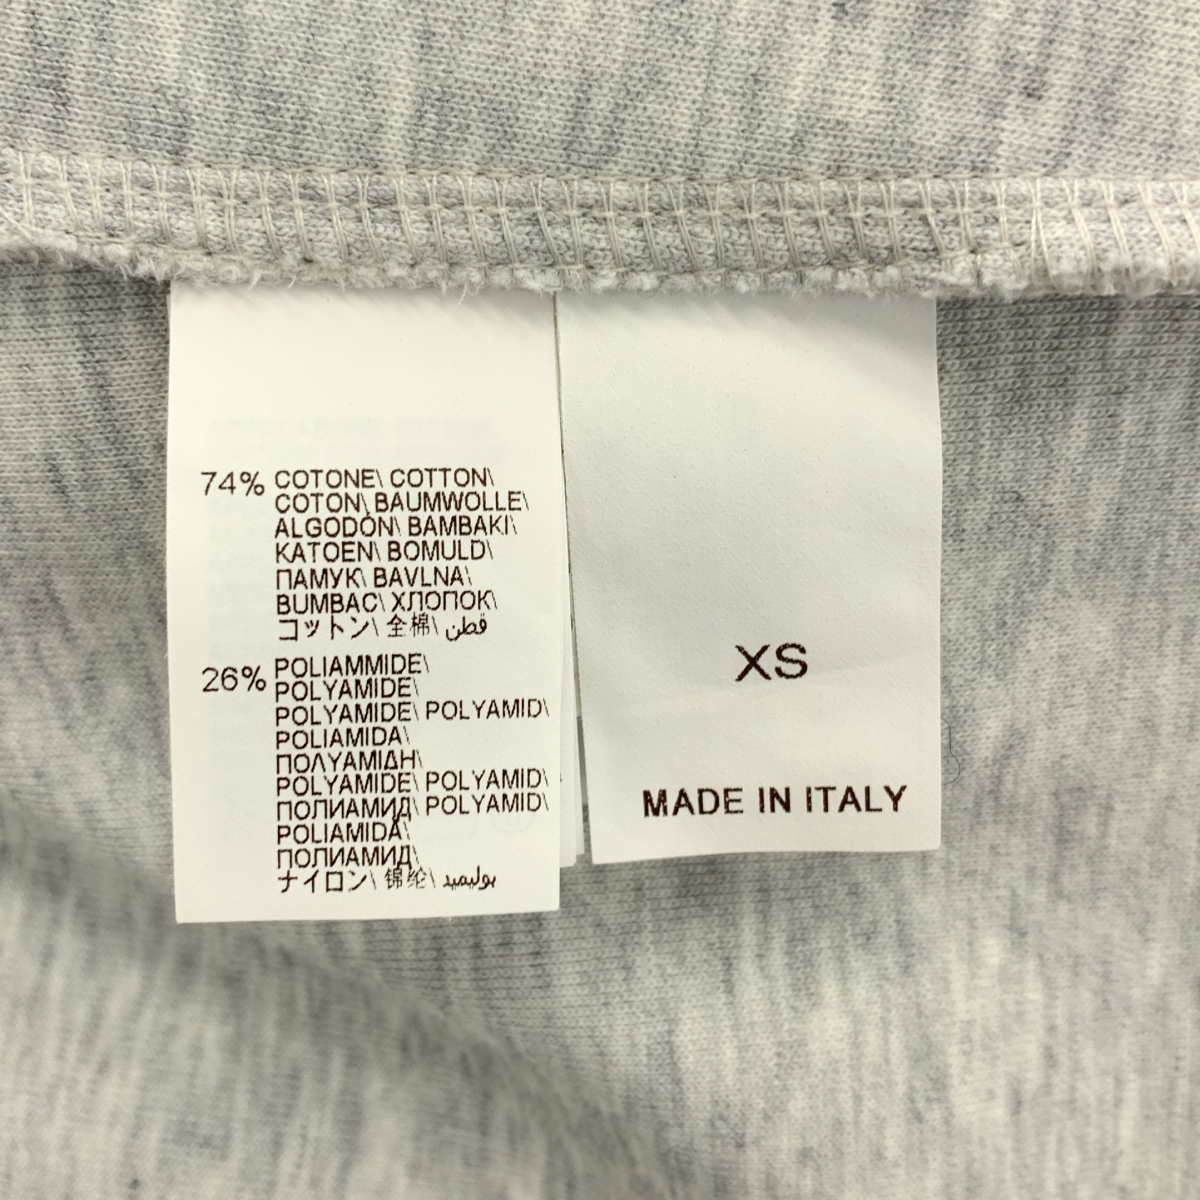 74% COTONE\ COTTON\
COTON\ BAUMWOLLE\
ALGODÓN\ BAMBAKI\
KATOEN\ BOMULD\
ПАМУК\ BAVLNA\
BUMBAC\ ХЛОПОК\
コットン\ 全棉\ قطن
26% POLIAMMIDE\
POLYAMIDE\
POLYAMIDE\ POLYAMID\
POLIAMIDA\
ΠΟΛΥΑΜΙΔΗ\
POLYAMIDE\ POLYAMID\
ПОЛИАМИД\ POLYAMID\
POLIAMIDA\
ПОЛИАМИД\
ナイロン\ 锦纶\ بوليميد
XS
MADE IN ITALY